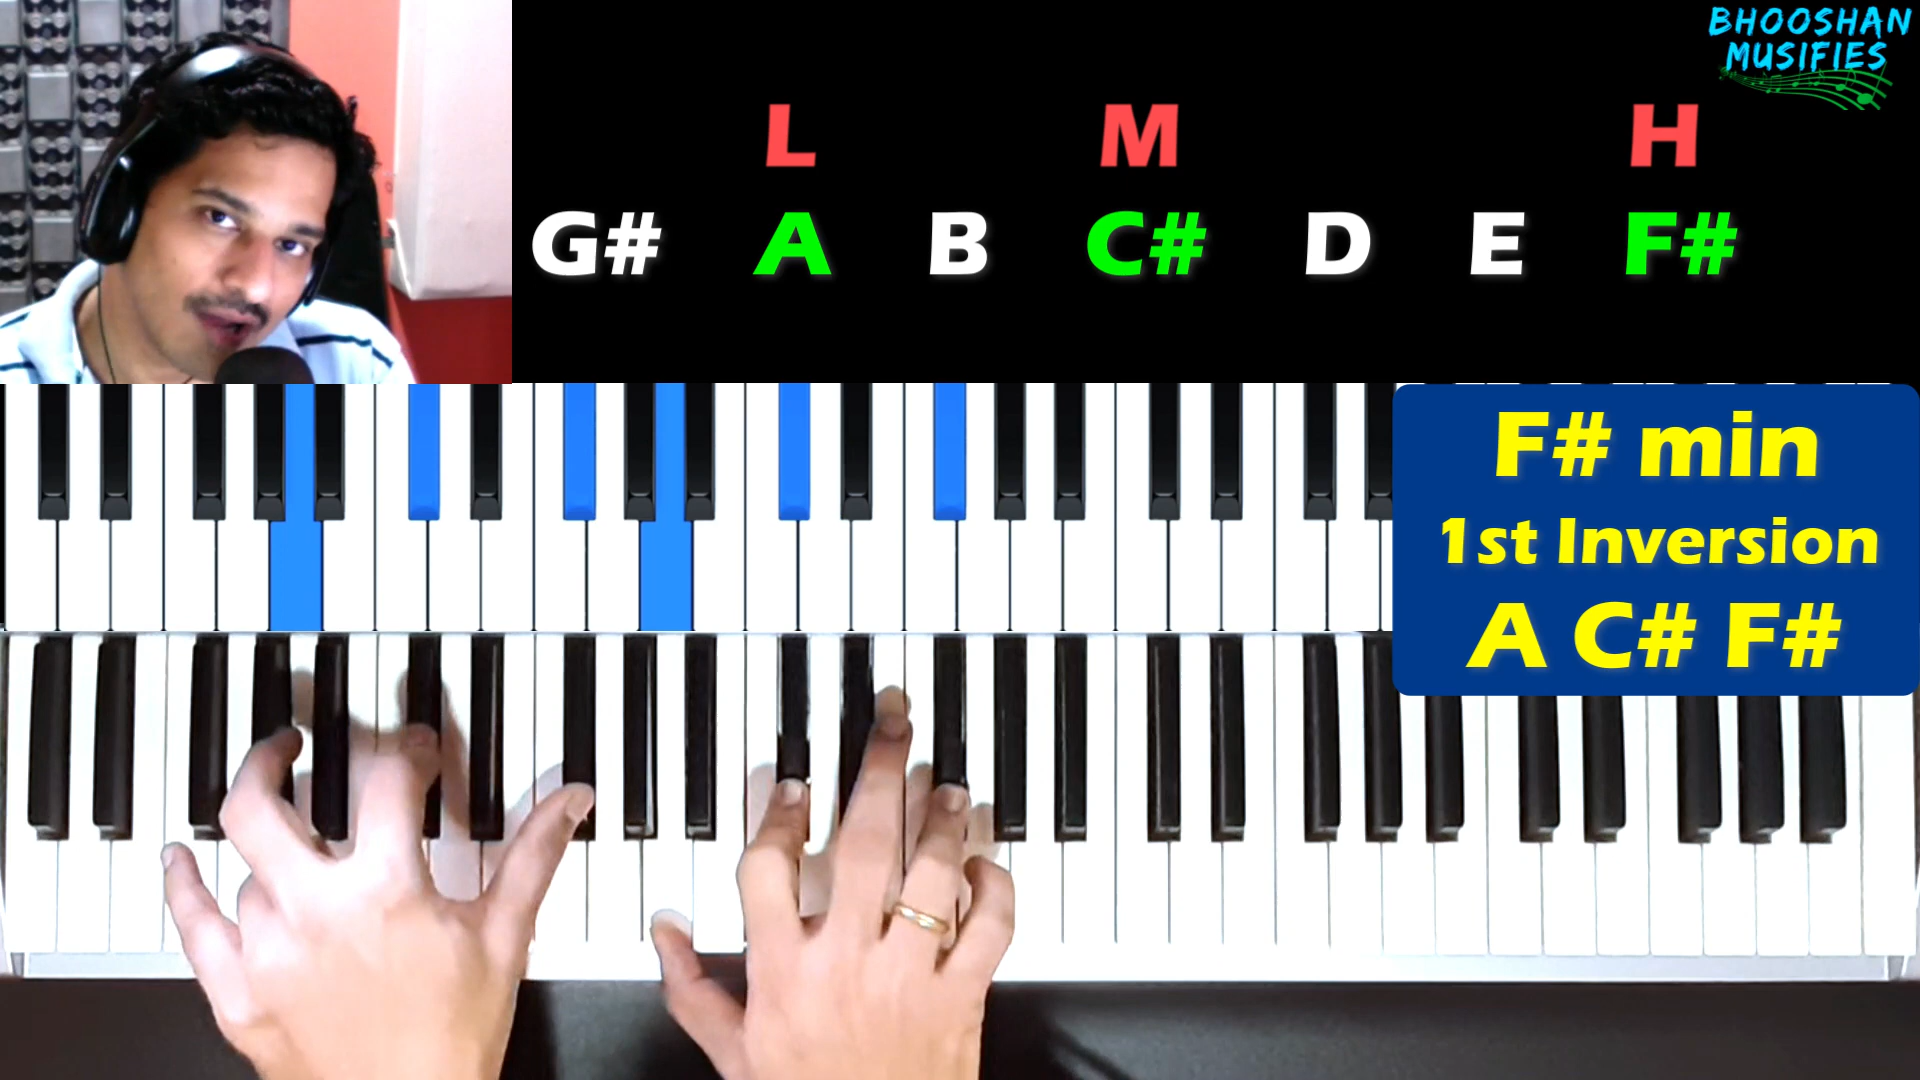 BHOOSHAN
MUSIFIES
L M H
G# A B C# D E F#
F# min
1st Inversion
A C# F#